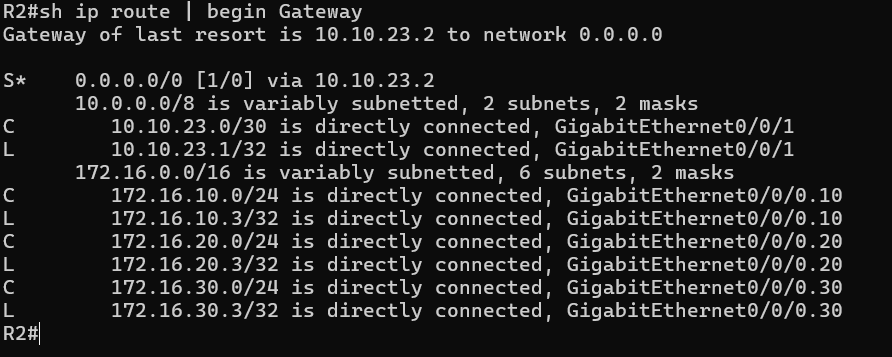 R2#sh ip route | begin Gateway
Gateway of last resort is 10.10.23.2 to network 0.0.0.0
S*    0.0.0.0/0 [1/0] via 10.10.23.2
      10.0.0.0/8 is variably subnetted, 2 subnets, 2 masks
C        10.10.23.0/30 is directly connected, GigabitEthernet0/0/1
L        10.10.23.1/32 is directly connected, GigabitEthernet0/0/1
      172.16.0.0/16 is variably subnetted, 6 subnets, 2 masks
C        172.16.10.0/24 is directly connected, GigabitEthernet0/0/0.10
L        172.16.10.3/32 is directly connected, GigabitEthernet0/0/0.10
C        172.16.20.0/24 is directly connected, GigabitEthernet0/0/0.20
L        172.16.20.3/32 is directly connected, GigabitEthernet0/0/0.20
C        172.16.30.0/24 is directly connected, GigabitEthernet0/0/0.30
L        172.16.30.3/32 is directly connected, GigabitEthernet0/0/0.30
R2#